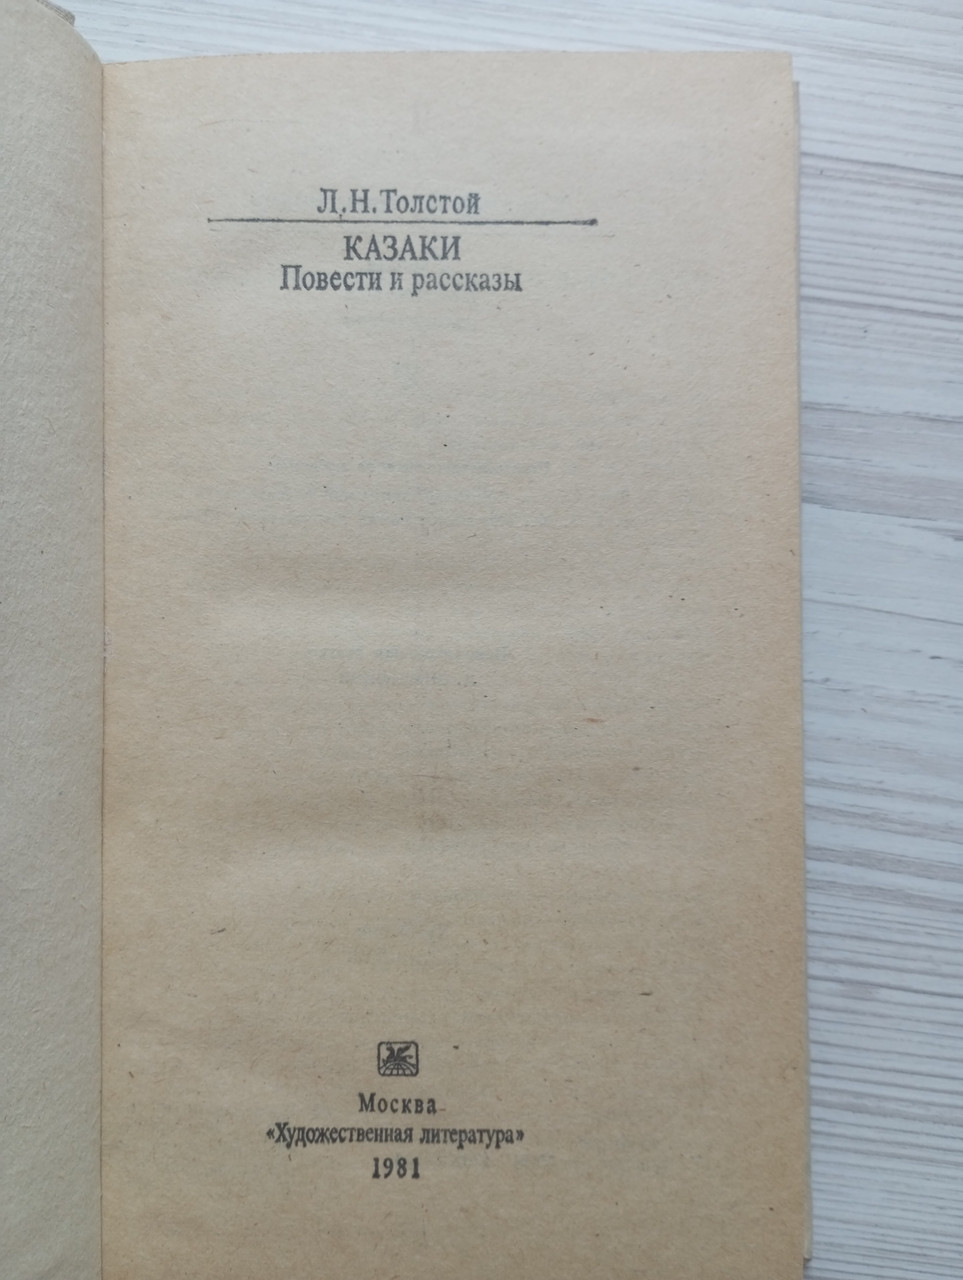 Л.Н.Толстой
КАЗАКИ
Повести и рассказы
Москва
«Художественная литература»
1981